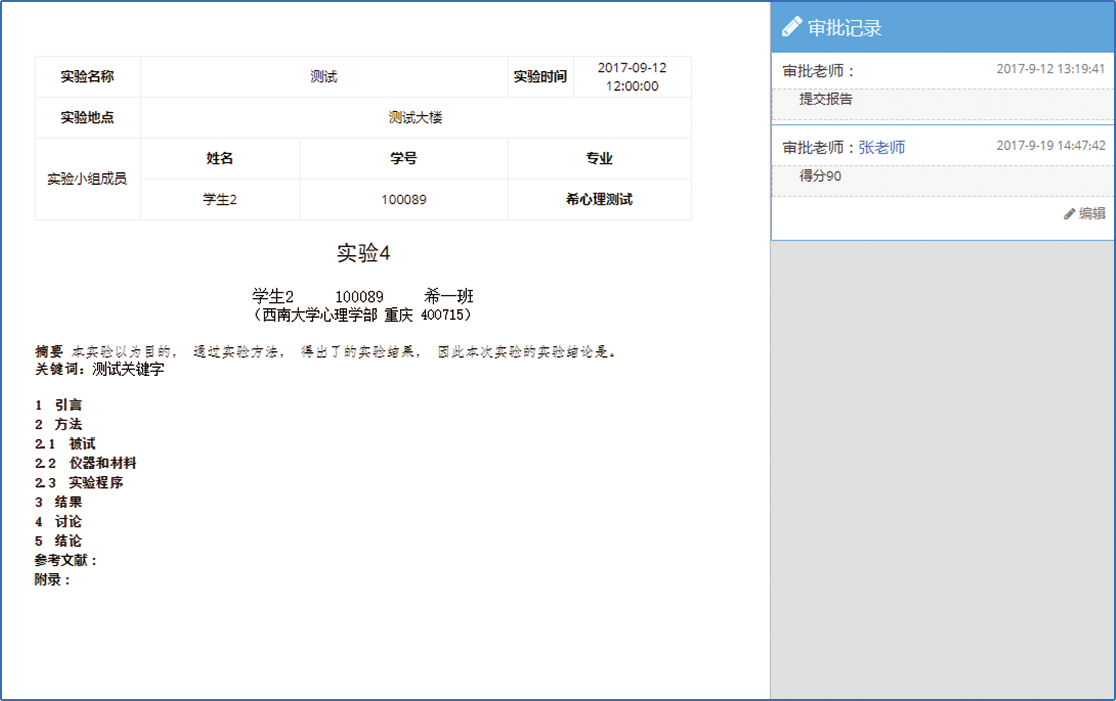 实验名称 测试 实验时间 2017-09-12
12:00:00
实验地点 测试大楼
实验小组成员 姓名 学号 专业
学生2 100089 希心理测试
实验4
学生2 100089 希一班
（西南大学心理学部 重庆 400715）
摘要 本实验以为目的， 通过实验方法， 得出了的实验结果， 因此本次实验的实验结论是。
关键词：测试关键字
1 引言
2 方法
2.1 被试
2.2 仪器和材料
2.3 实验程序
3 结果
4 讨论
5 结论
参考文献：
附录：
审批记录
审批老师： 2017-9-12 13:19:41
提交报告
审批老师：张老师 2017-9-19 14:47:42
得分90
编辑